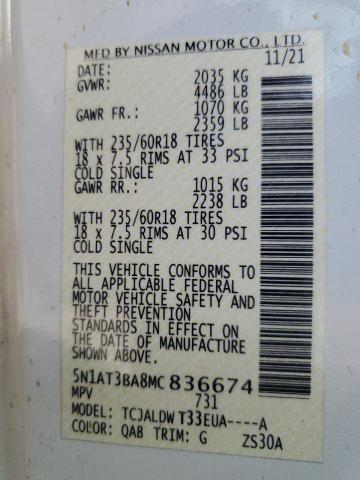 MFD BY NISSAN MOTOR CO., LTD.
DATE: 11/21
GVWR: 2035 KG
4486 LB
GAWR FR.: 1070 KG
2359 LB
WITH 235/60R18 TIRES
18 x 7.5 RIMS AT 33 PSI
COLD SINGLE
GAWR RR.: 1015 KG
2238 LB
WITH 235/60R18 TIRES
18 x 7.5 RIMS AT 30 PSI
COLD SINGLE
THIS VEHICLE CONFORMS TO
ALL APPLICABLE FEDERAL
MOTOR VEHICLE SAFETY AND
THEFT PREVENTION
STANDARDS IN EFFECT ON
THE DATE OF MANUFACTURE
SHOWN ABOVE.
5N1AT3BA8MC836674
MPV 731
MODEL: TCJALDW T33EUA----A
COLOR: QAB TRIM: G ZS30A